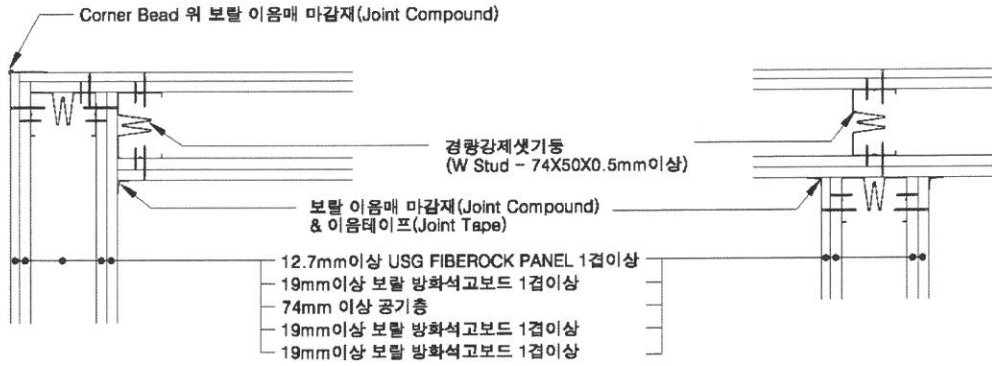 Corner Bead 위 보랄 이음매 마감재(Joint Compound)
경량강제샛기둥
(W Stud - 74X50X0.5mm이상)
보랄 이음매 마감재(Joint Compound)
& 이음테이프(Joint Tape)
12.7mm이상 USG FIBEROCK PANEL 1겹이상
19mm이상 보랄 방화석고보드 1겹이상
74mm 이상 공기층
19mm이상 보랄 방화석고보드 1겹이상
19mm이상 보랄 방화석고보드 1겹이상